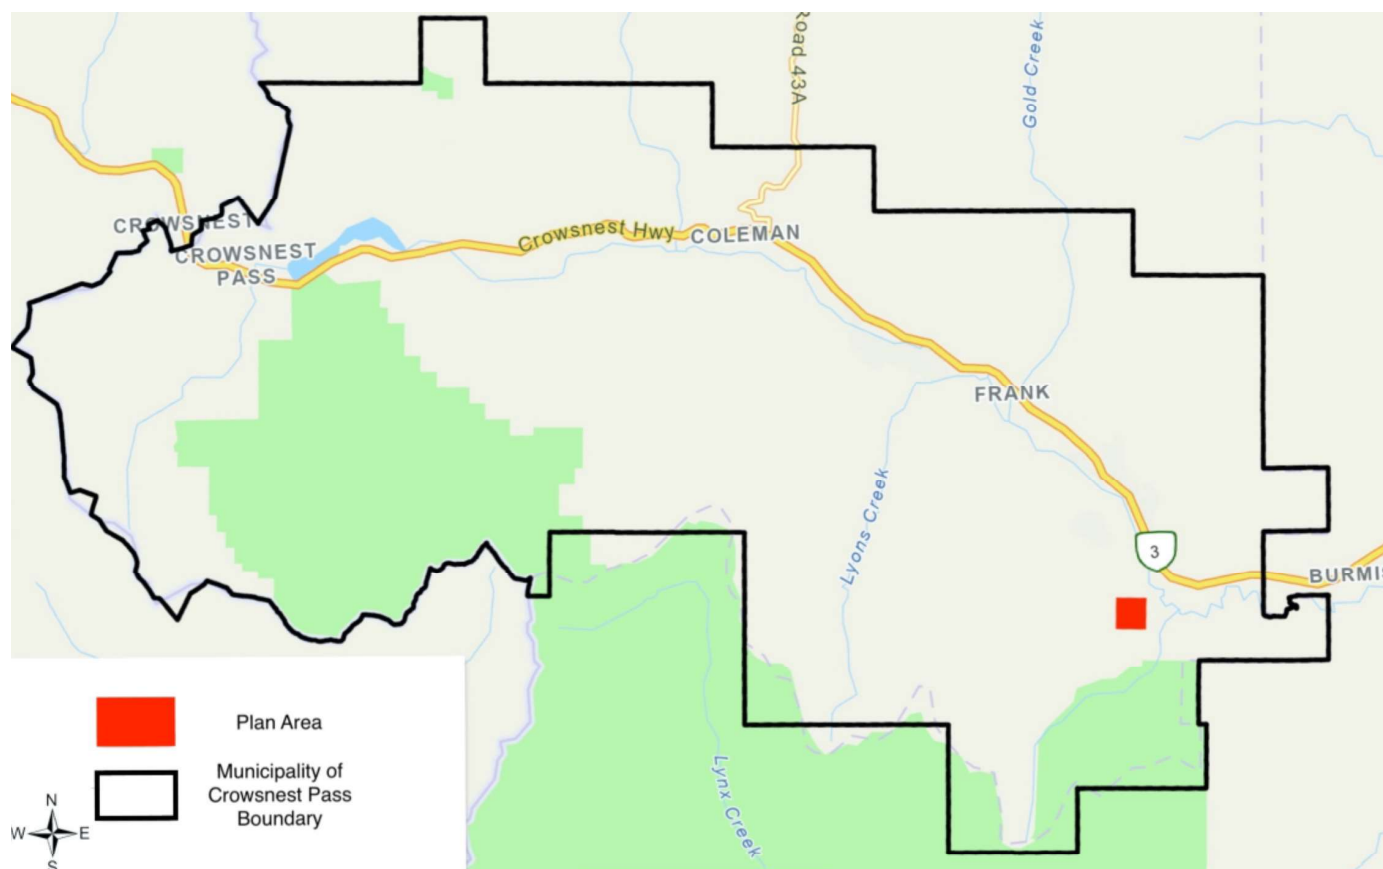 Road 43A
Gold Creek
CROWSNEST
CROWSNEST
PASS
Crowsnest Hwy
COLEMAN
FRANK
Lyons Creek
3
BURMIS
Lynx Creek
Plan Area
Municipality of
Crowsnest Pass
Boundary
N
W
E
S